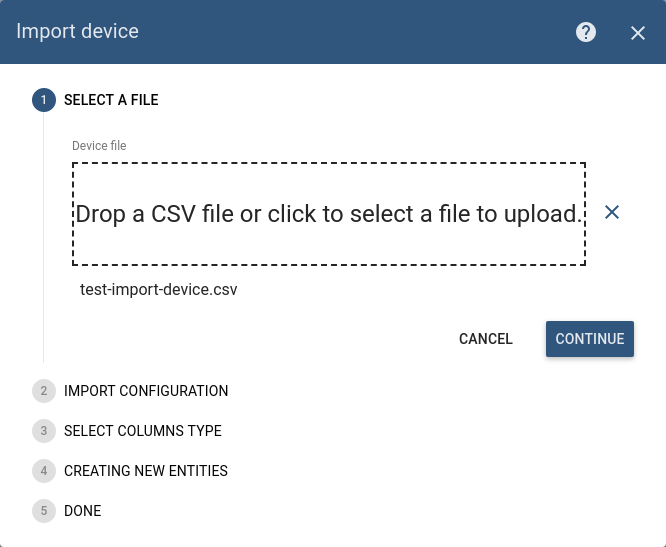 Import device
?
1 SELECT A FILE
Device file
Drop a CSV file or click to select a file to upload.
test-import-device.csv
CANCEL CONTINUE
2 IMPORT CONFIGURATION
3 SELECT COLUMNS TYPE
4 CREATING NEW ENTITIES
5 DONE